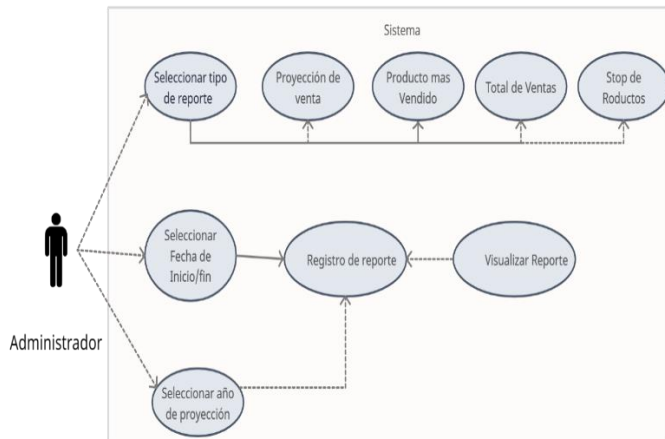 Sistema
Seleccionar tipo
de reporte
Proyección de
venta
Producto mas
Vendido
Total de Ventas
Stop de
Roductos
Seleccionar
Fecha de
Inicio/fin
Registro de reporte
Visualizar Reporte
Administrador
Seleccionar año
de proyección